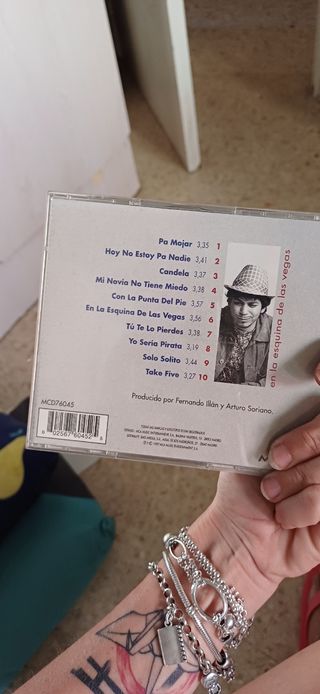 Pa Mojar 3,35 1
Hoy No Estoy Pa Nadie 3,41 2
Candela 3,37 3
Mi Novia No Tiene Miedo 3,38 4
Con La Punta Del Pie 3,57 5
En La Esquina De Las Vegas 3,56 6
Tú Te Lo Pierdes 3,38 7
Yo Sería Pirata 3,19 8
Solo Solito 3,44 9
Take Five 3,27 10
en la esquina de las vegas
Producido por Fernando Illán y Arturo Soriano.
MCD76045